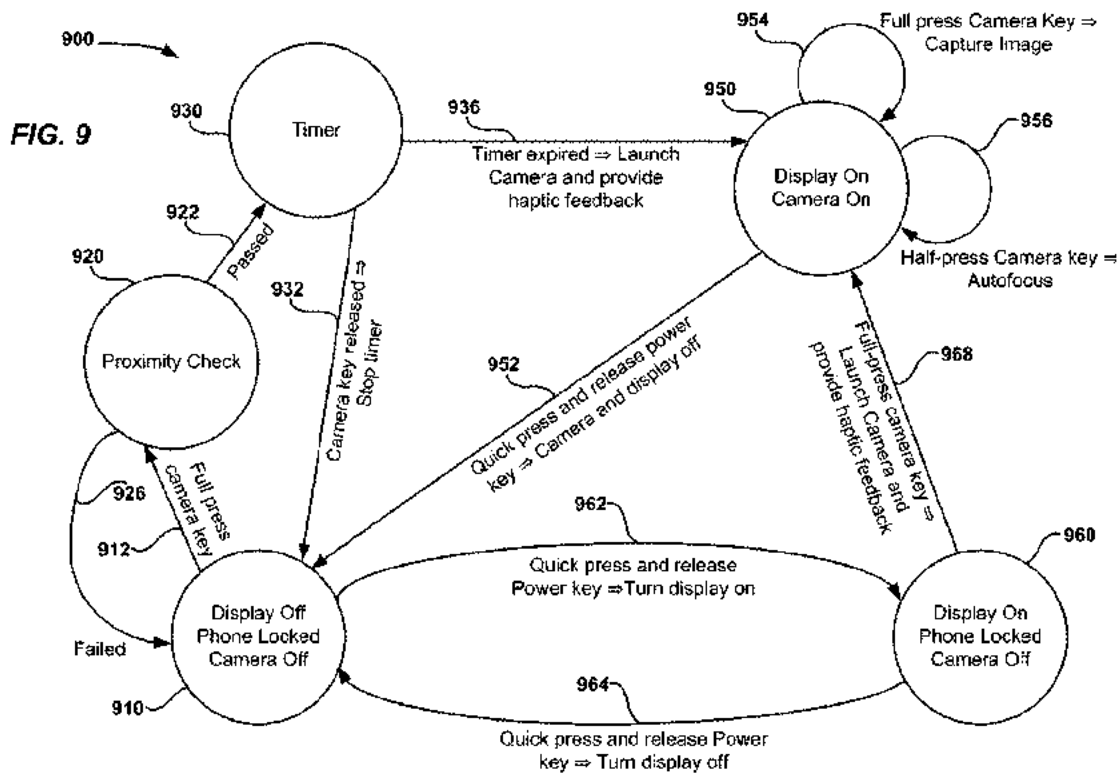 900
FIG. 9
930
Timer
936
Timer expired ⇒ Launch
Camera and provide
haptic feedback
954
Full press Camera Key ⇒
Capture Image
950
956
Display On
Camera On
Half-press Camera key ⇒
Autofocus
922
Passed
920
Proximity Check
932
Camera key released ⇒
Stop timer
952
Quick press and release power
key ⇒ Camera and display off
968
Full-press camera key ⇒
Launch Camera and
provide haptic feedback
926
912
Full press
camera key
Failed
910
Display Off
Phone Locked
Camera Off
962
Quick press and release
Power key ⇒Turn display on
960
Display On
Phone Locked
Camera Off
964
Quick press and release Power
key ⇒ Turn display off